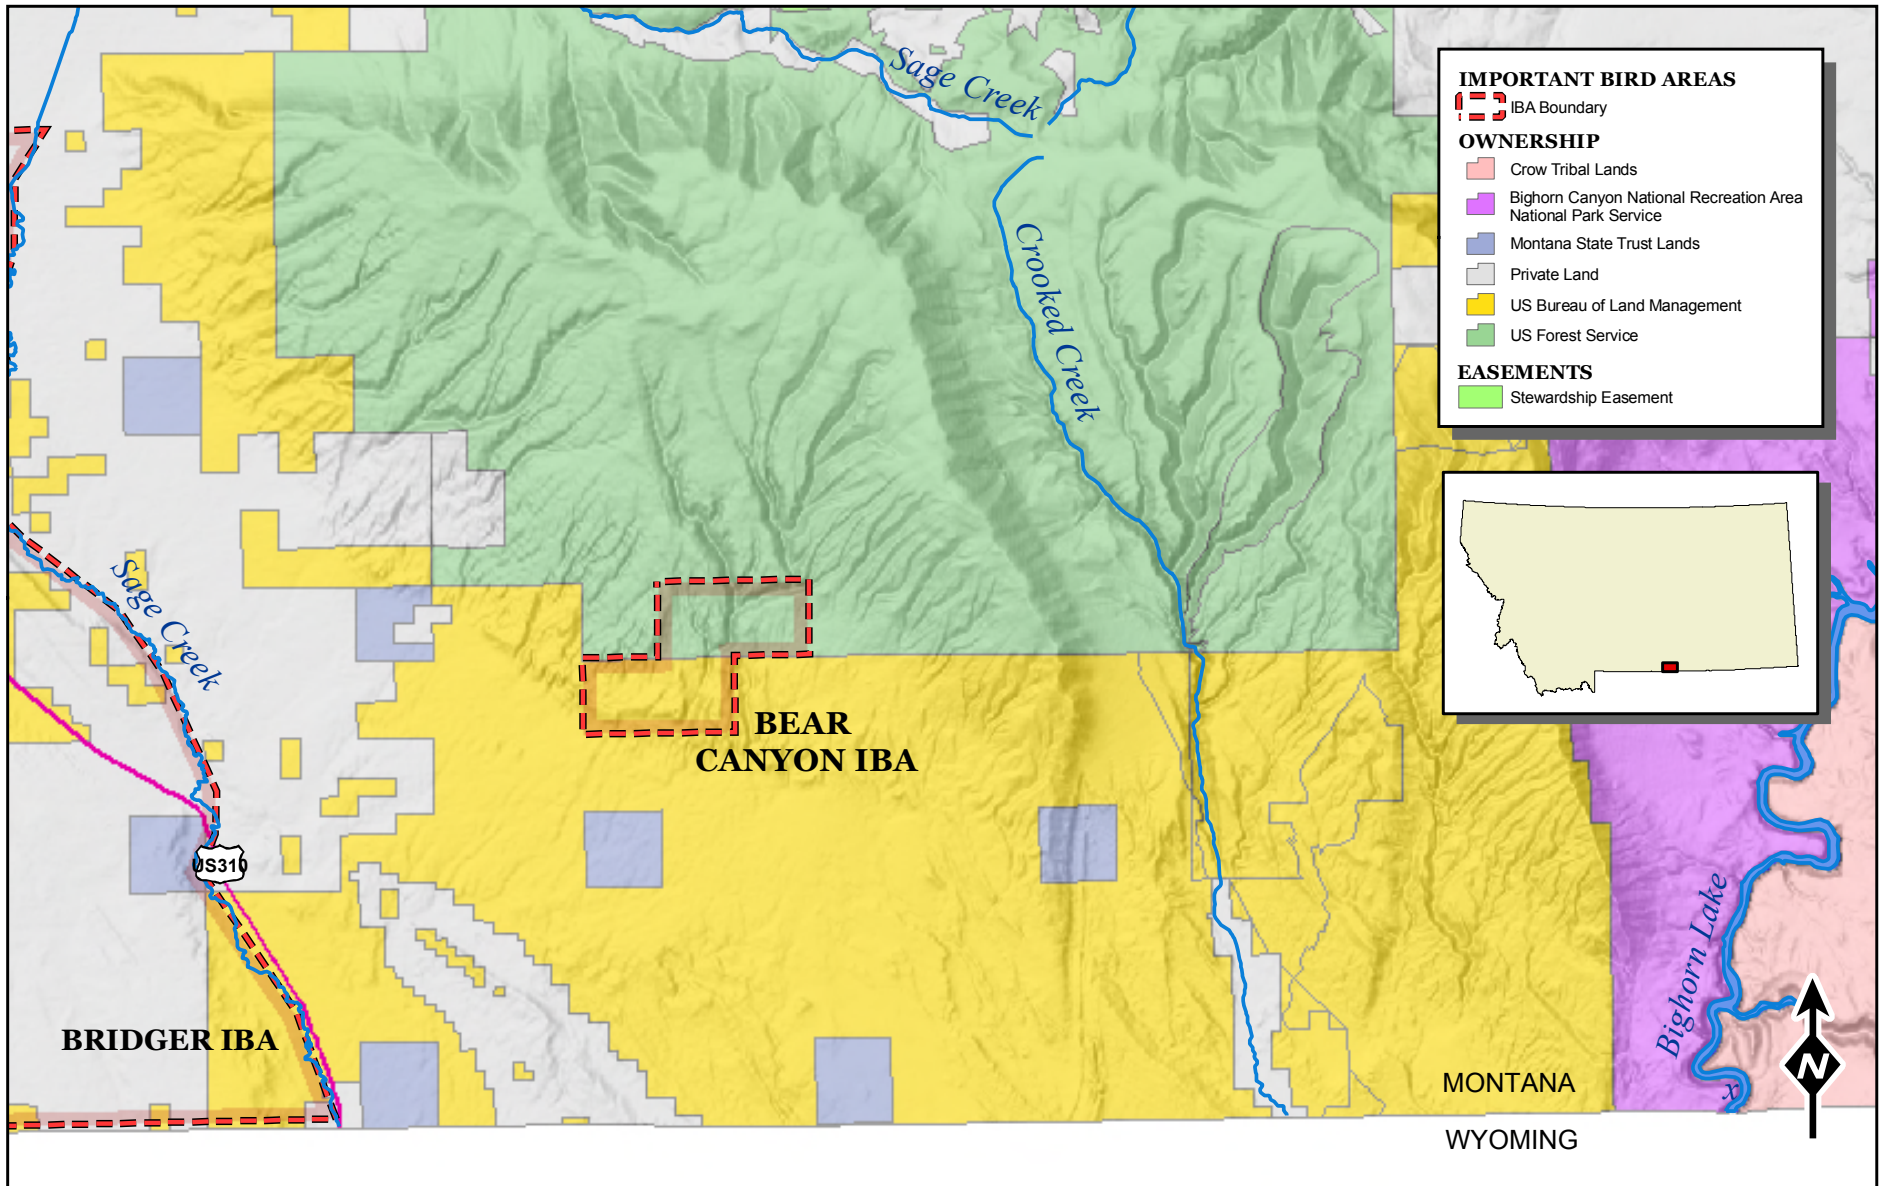 Sage Creek
IMPORTANT BIRD AREAS
IBA Boundary
OWNERSHIP
Crow Tribal Lands
Bighorn Canyon National Recreation Area
National Park Service
Montana State Trust Lands
Private Land
US Bureau of Land Management
US Forest Service
EASEMENTS
Stewardship Easement
Crooked Creek
Sage Creek
BEAR
CANYON IBA
US310
BRIDGER IBA
Bighorn Lake
x
N
MONTANA
WYOMING